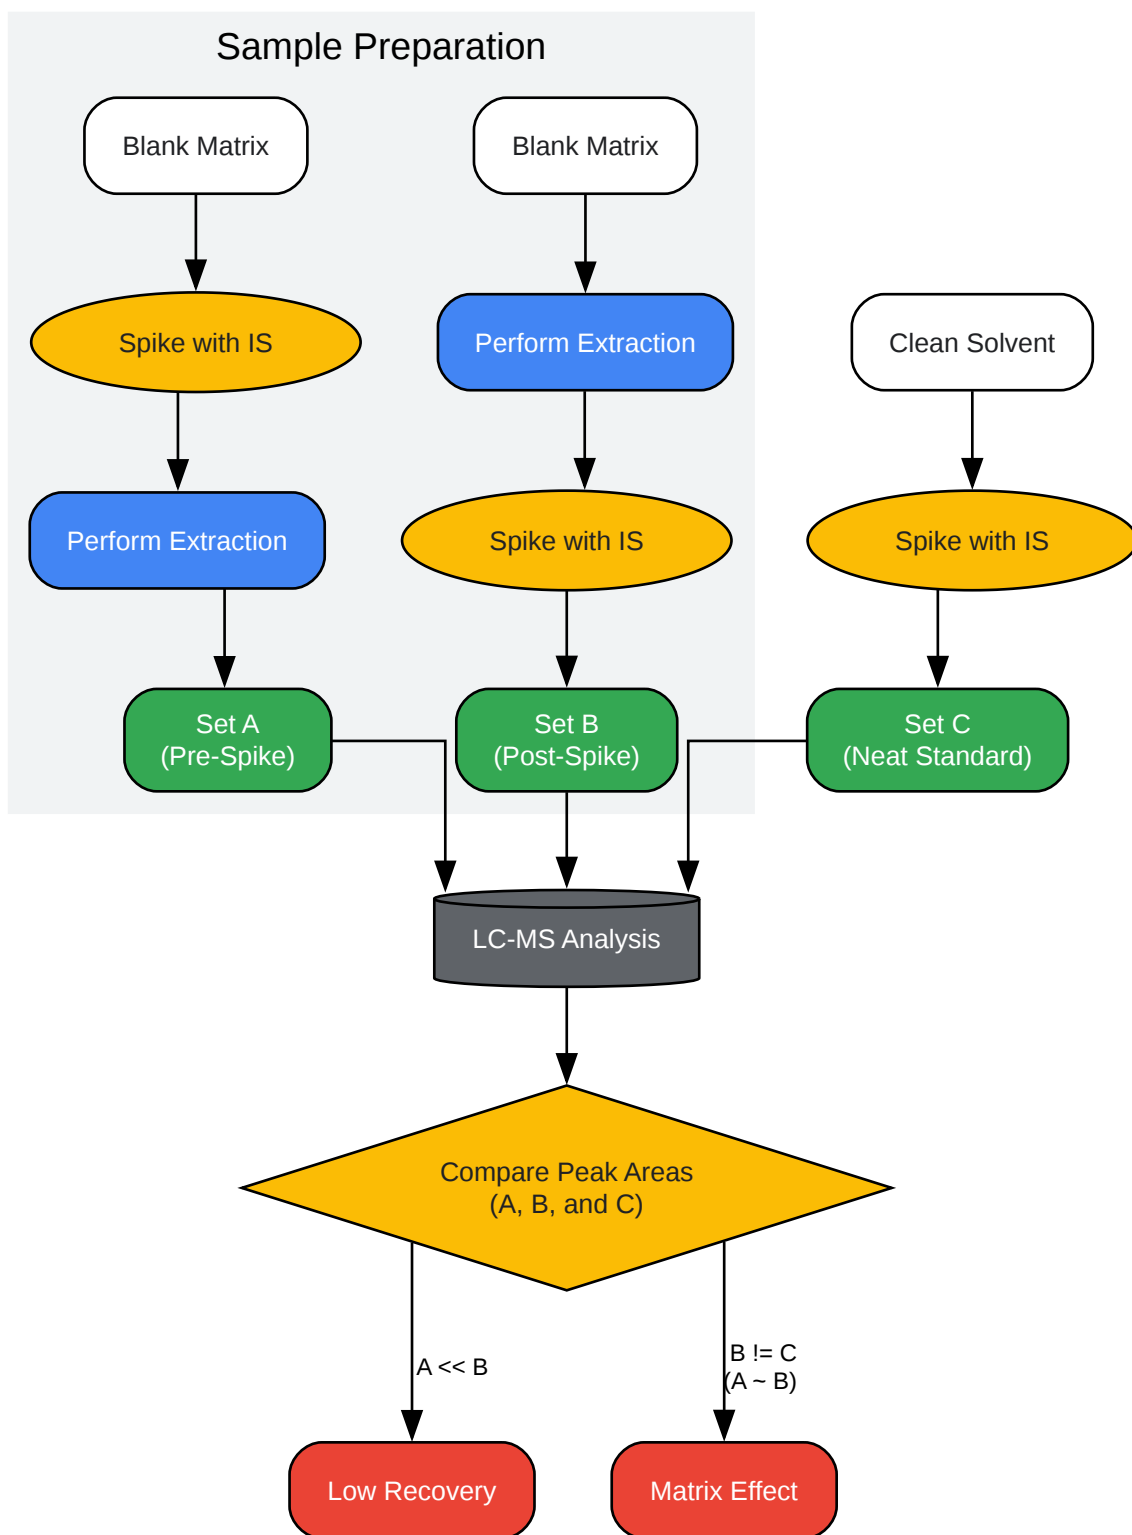 Sample Preparation
Blank Matrix
Blank Matrix
Spike with IS
Perform Extraction
Clean Solvent
Perform Extraction
Spike with IS
Spike with IS
Set A
(Pre-Spike)
Set B
(Post-Spike)
Set C
(Neat Standard)
LC-MS Analysis
Compare Peak Areas
(A, B, and C)
A << B
B != C
(A ~ B)
Low Recovery
Matrix Effect